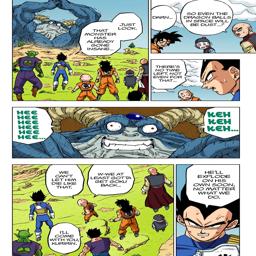 JUST
LOOK.
THAT
MONSTER
HAS
ALREADY
GONE
INSANE...
DAMN...
SO EVEN THE
DRAGON BALLS
IN SPACE
WILL BE
DUST...?
THERE'S
NO TIME
LEFT, NOT
EVEN FOR
THAT...
HEE
HEE
HEE
HEE
HEE...
KEH
KEH
KEH...
WE
CAN'T
LET HIM
DIE LIKE
THAT.
W-WE AT
LEAST GOTTA
GET GOKU
BACK...
I'LL
COME WITH
YOU,
KURIRIN.
HE'LL
EXPLODE
ON HIS
OWN SOON,
NO MATTER
WHAT WE
DO.